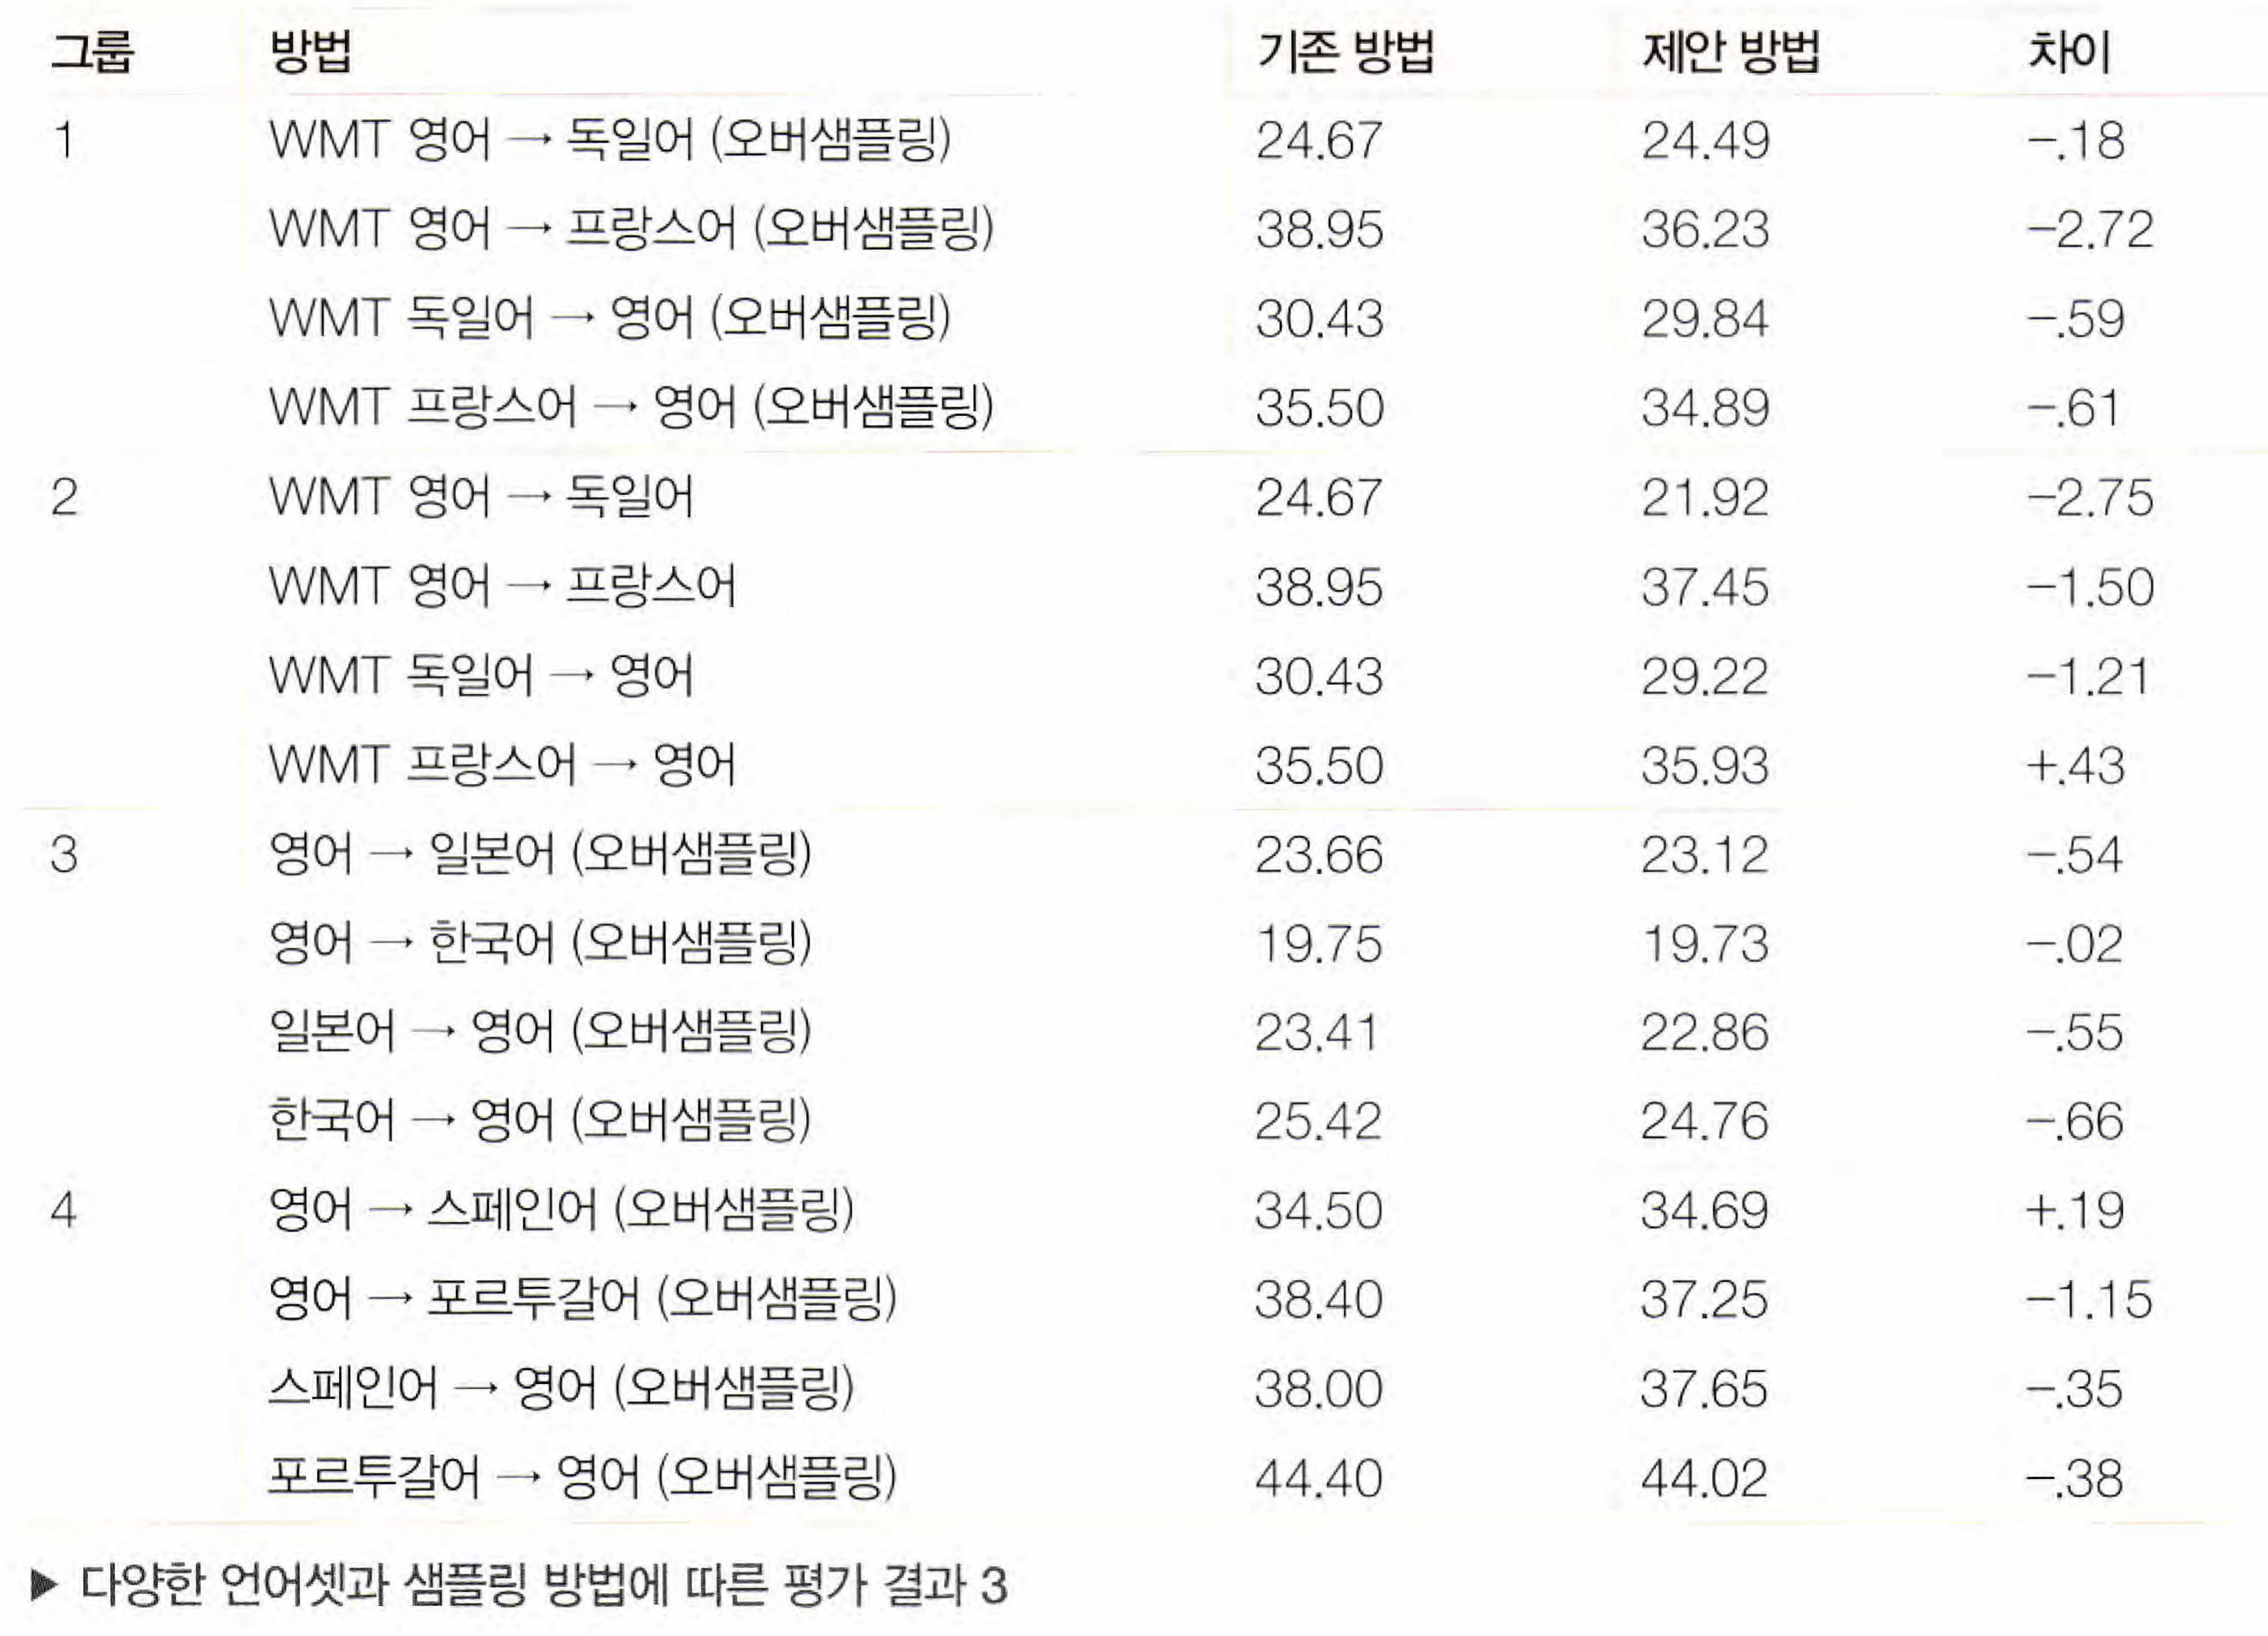 그룹 방법 기존 방법 제안 방법 차이
1 WMT 영어 → 독일어 (오버샘플링) 24.67 24.49 -.18
WMT 영어 → 프랑스어 (오버샘플링) 38.95 36.23 -2.72
WMT 독일어 → 영어 (오버샘플링) 30.43 29.84 -.59
WMT 프랑스어 → 영어 (오버샘플링) 35.50 34.89 -.61
2 WMT 영어 → 독일어 24.67 21.92 -2.75
WMT 영어 → 프랑스어 38.95 37.45 -1.50
WMT 독일어 → 영어 30.43 29.22 -1.21
WMT 프랑스어 → 영어 35.50 35.93 +.43
3 영어 → 일본어 (오버샘플링) 23.66 23.12 -.54
영어 → 한국어 (오버샘플링) 19.75 19.73 -.02
일본어 → 영어 (오버샘플링) 23.41 22.86 -.55
한국어 → 영어 (오버샘플링) 25.42 24.76 -.66
4 영어 → 스페인어 (오버샘플링) 34.50 34.69 +.19
영어 → 포르투갈어 (오버샘플링) 38.40 37.25 -1.15
스페인어 → 영어 (오버샘플링) 38.00 37.65 -.35
포르투갈어 → 영어 (오버샘플링) 44.40 44.02 -.38
▶ 다양한 언어셋과 샘플링 방법에 따른 평가 결과 3